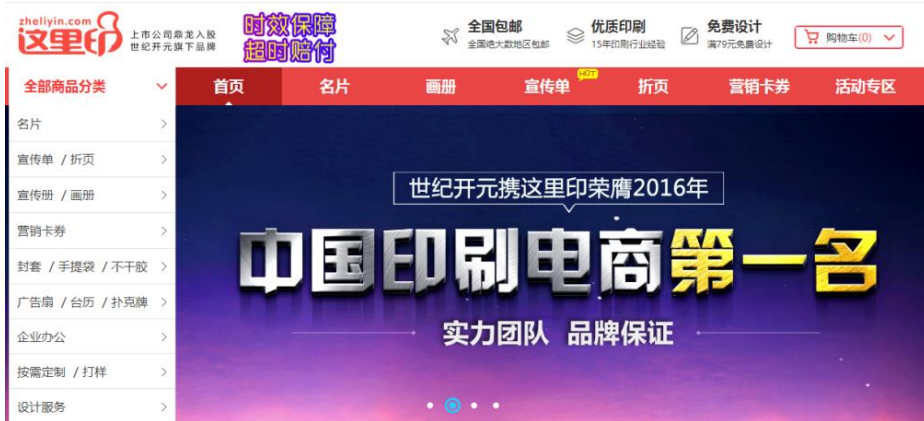 zheliyin.com
这里印
上市公司鼎龙入股
世纪开元旗下品牌
时效保障
超时赔付
全国包邮
全国绝大数地区包邮
优质印刷
15年印刷行业经验
免费设计
满79元免费设计
购物车(0)
全部商品分类
首页
名片
画册
宣传单
HOT
折页
营销卡券
活动专区
名片
宣传单 / 折页
宣传册 / 画册
营销卡券
封套 / 手提袋 / 不干胶
广告扇 / 台历 / 扑克牌
企业办公
按需定制 / 打样
设计服务
世纪开元携这里印荣膺2016年
中国印刷电商第一名
实力团队 品牌保证